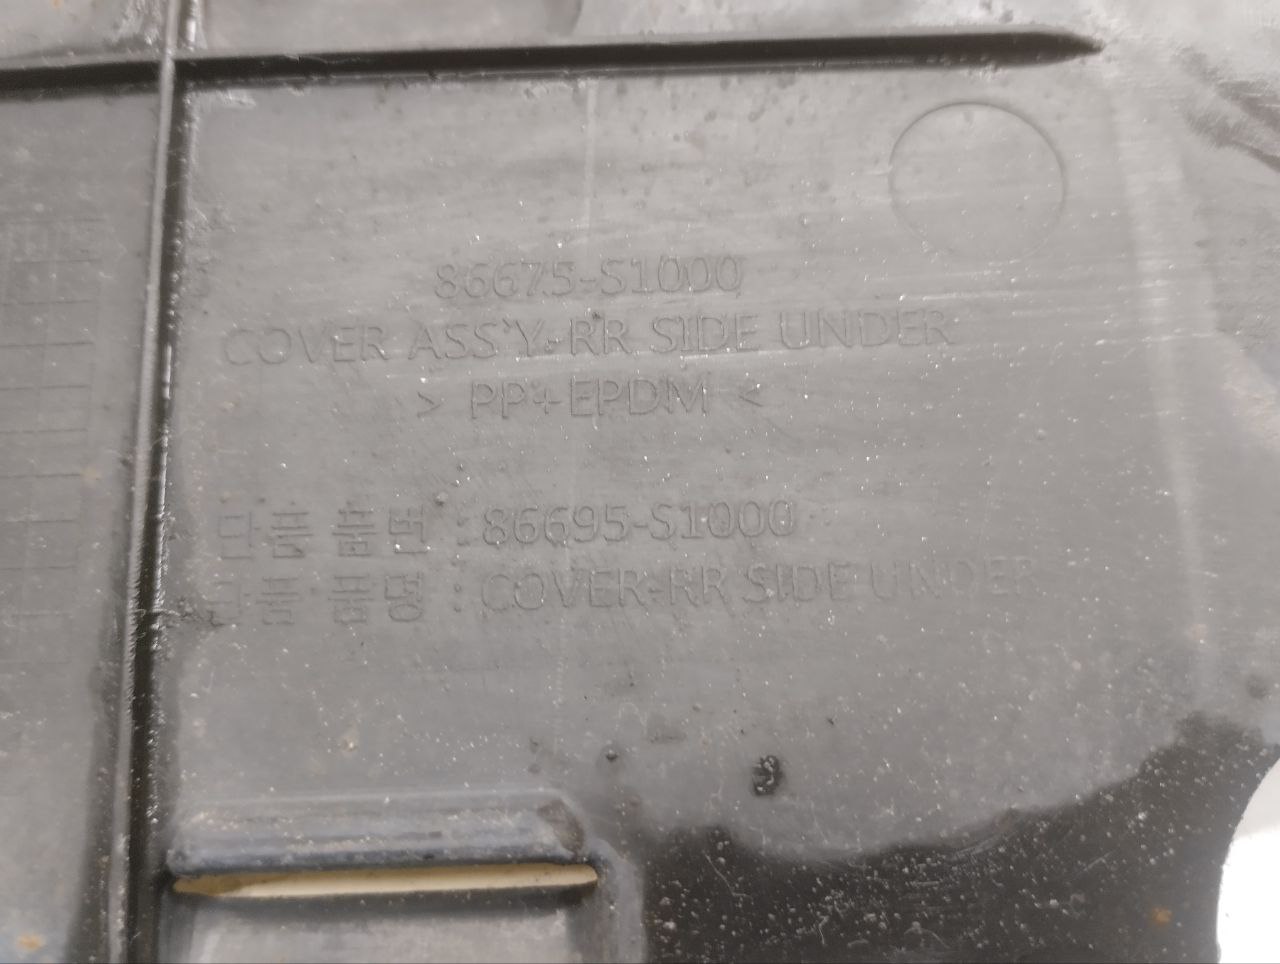 86675-S1000
COVER ASS'Y-RR SIDE UNDER
> PP+EPDM <
단품 품번 : 86695-S1000
단품 품명 : COVER-RR SIDE UNDER